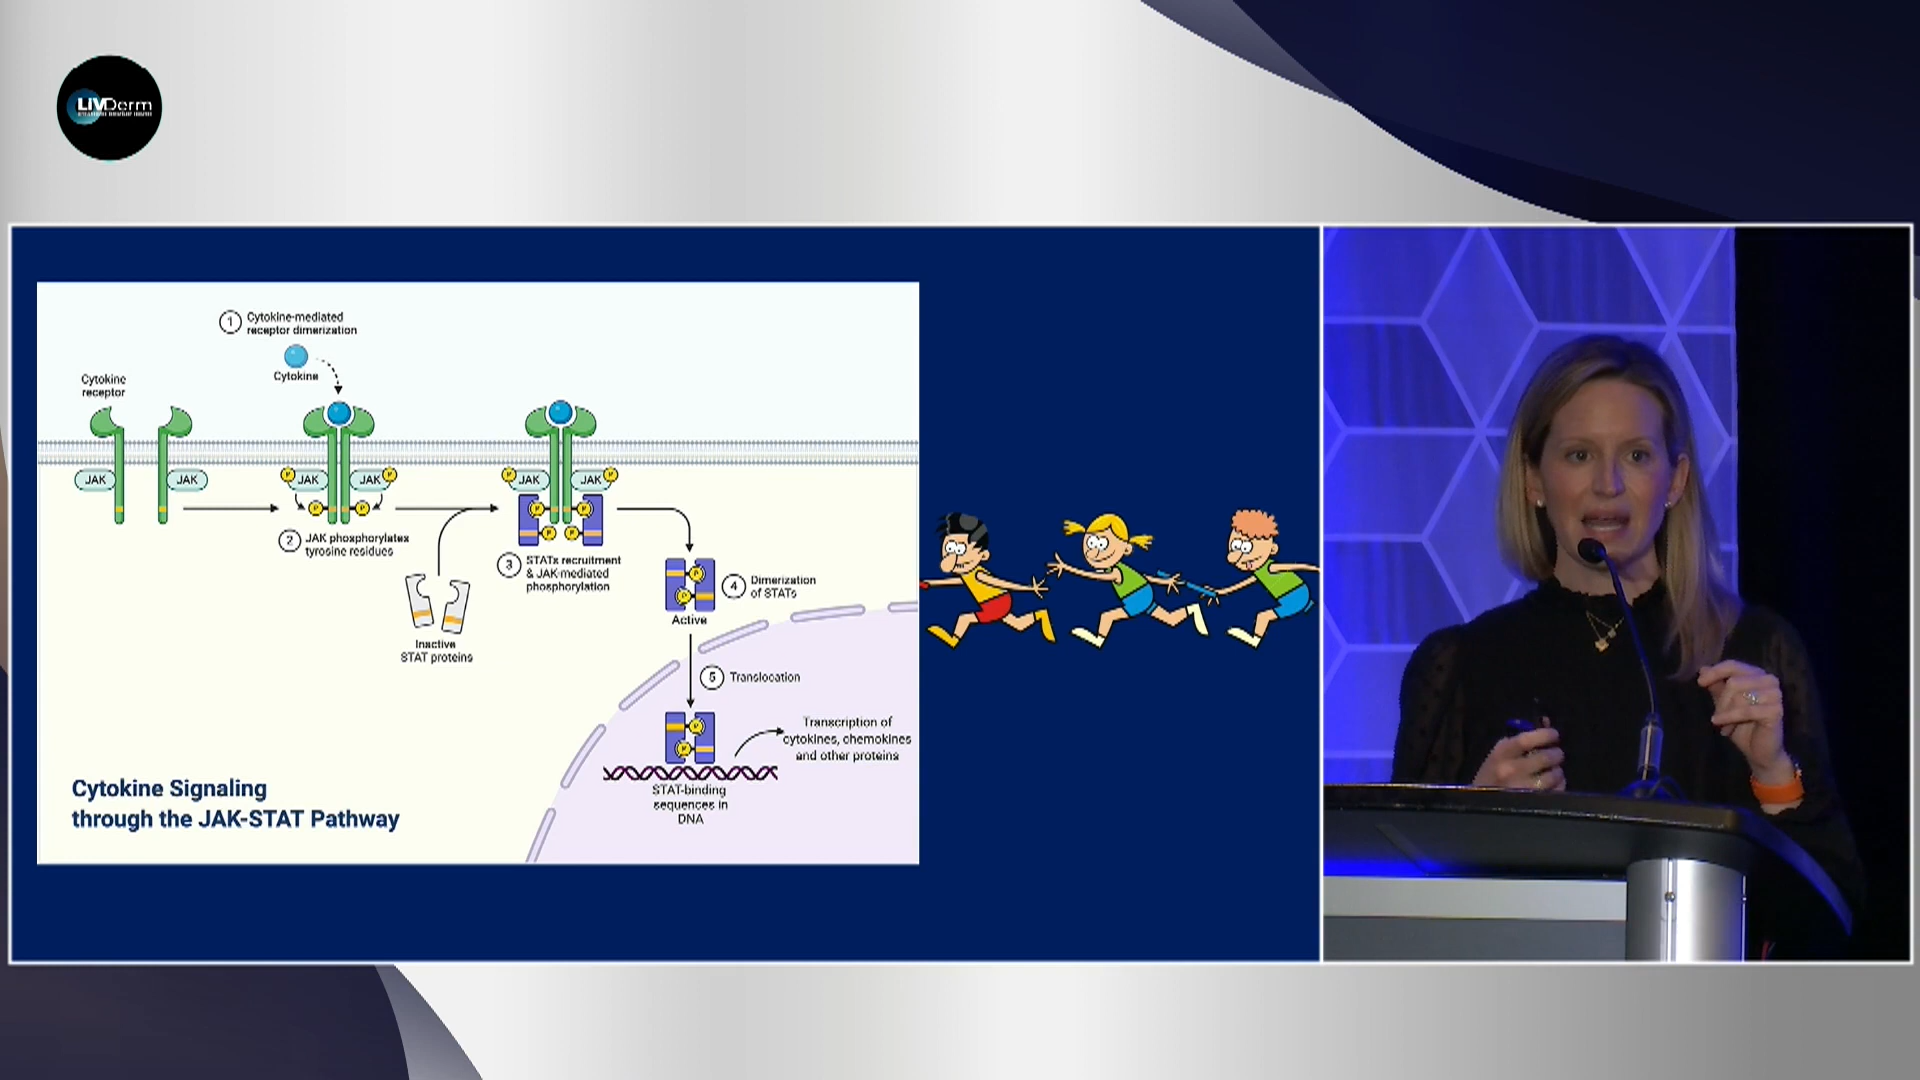 LIVDerm
1
Cytokine-mediated
receptor dimerization
Cytokine
Cytokine
receptor
JAK
JAK
P
JAK
JAK
P
P
JAK
JAK
P
P
P
2
JAK phosphorylates
tyrosine residues
P
P
P
P
3
STATs recruitment
& JAK-mediated
phosphorylation
Inactive
STAT proteins
P
P
4
Dimerization
of STATs
Active
5
Translocation
P
P
Transcription of
cytokines, chemokines
and other proteins
STAT-binding
sequences in
DNA
Cytokine Signaling
through the JAK-STAT Pathway